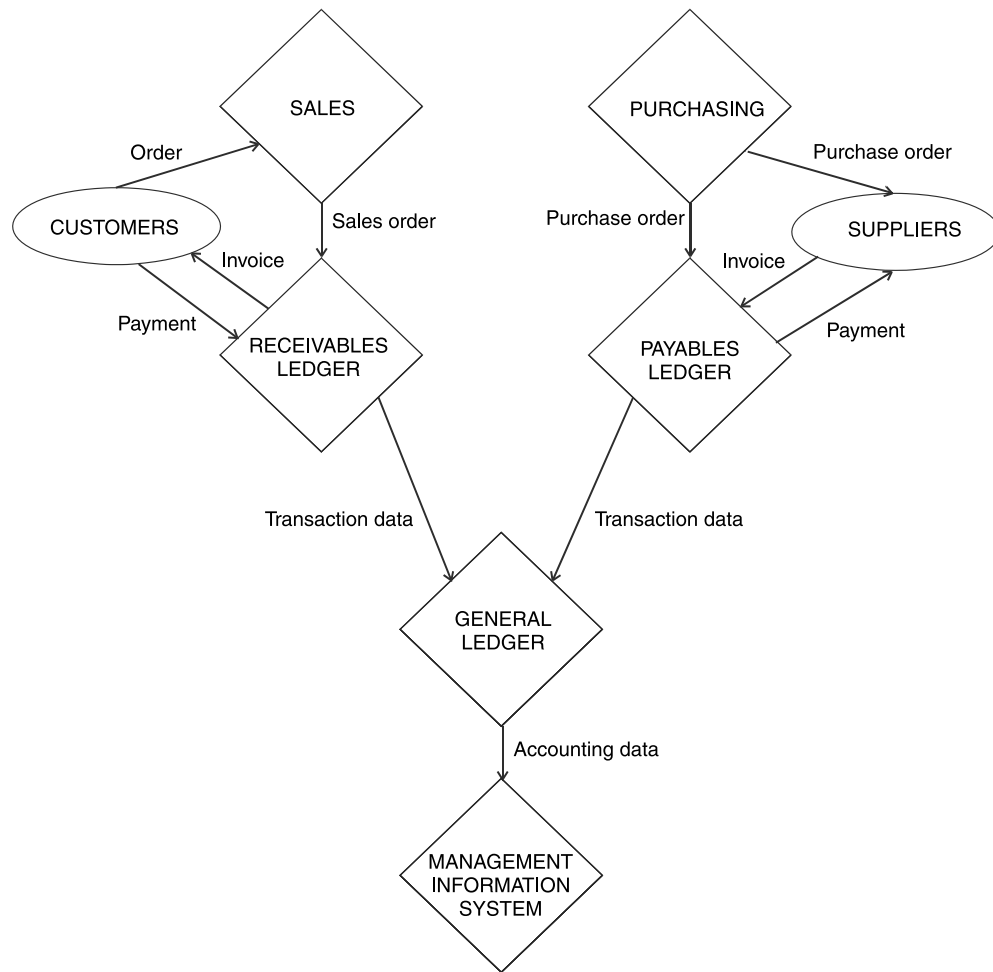 SALES
PURCHASING
Order
Purchase order
CUSTOMERS
Sales order
Purchase order
SUPPLIERS
Invoice
Invoice
Payment
Payment
RECEIVABLES
LEDGER
PAYABLES
LEDGER
Transaction data
Transaction data
GENERAL
LEDGER
Accounting data
MANAGEMENT
INFORMATION
SYSTEM